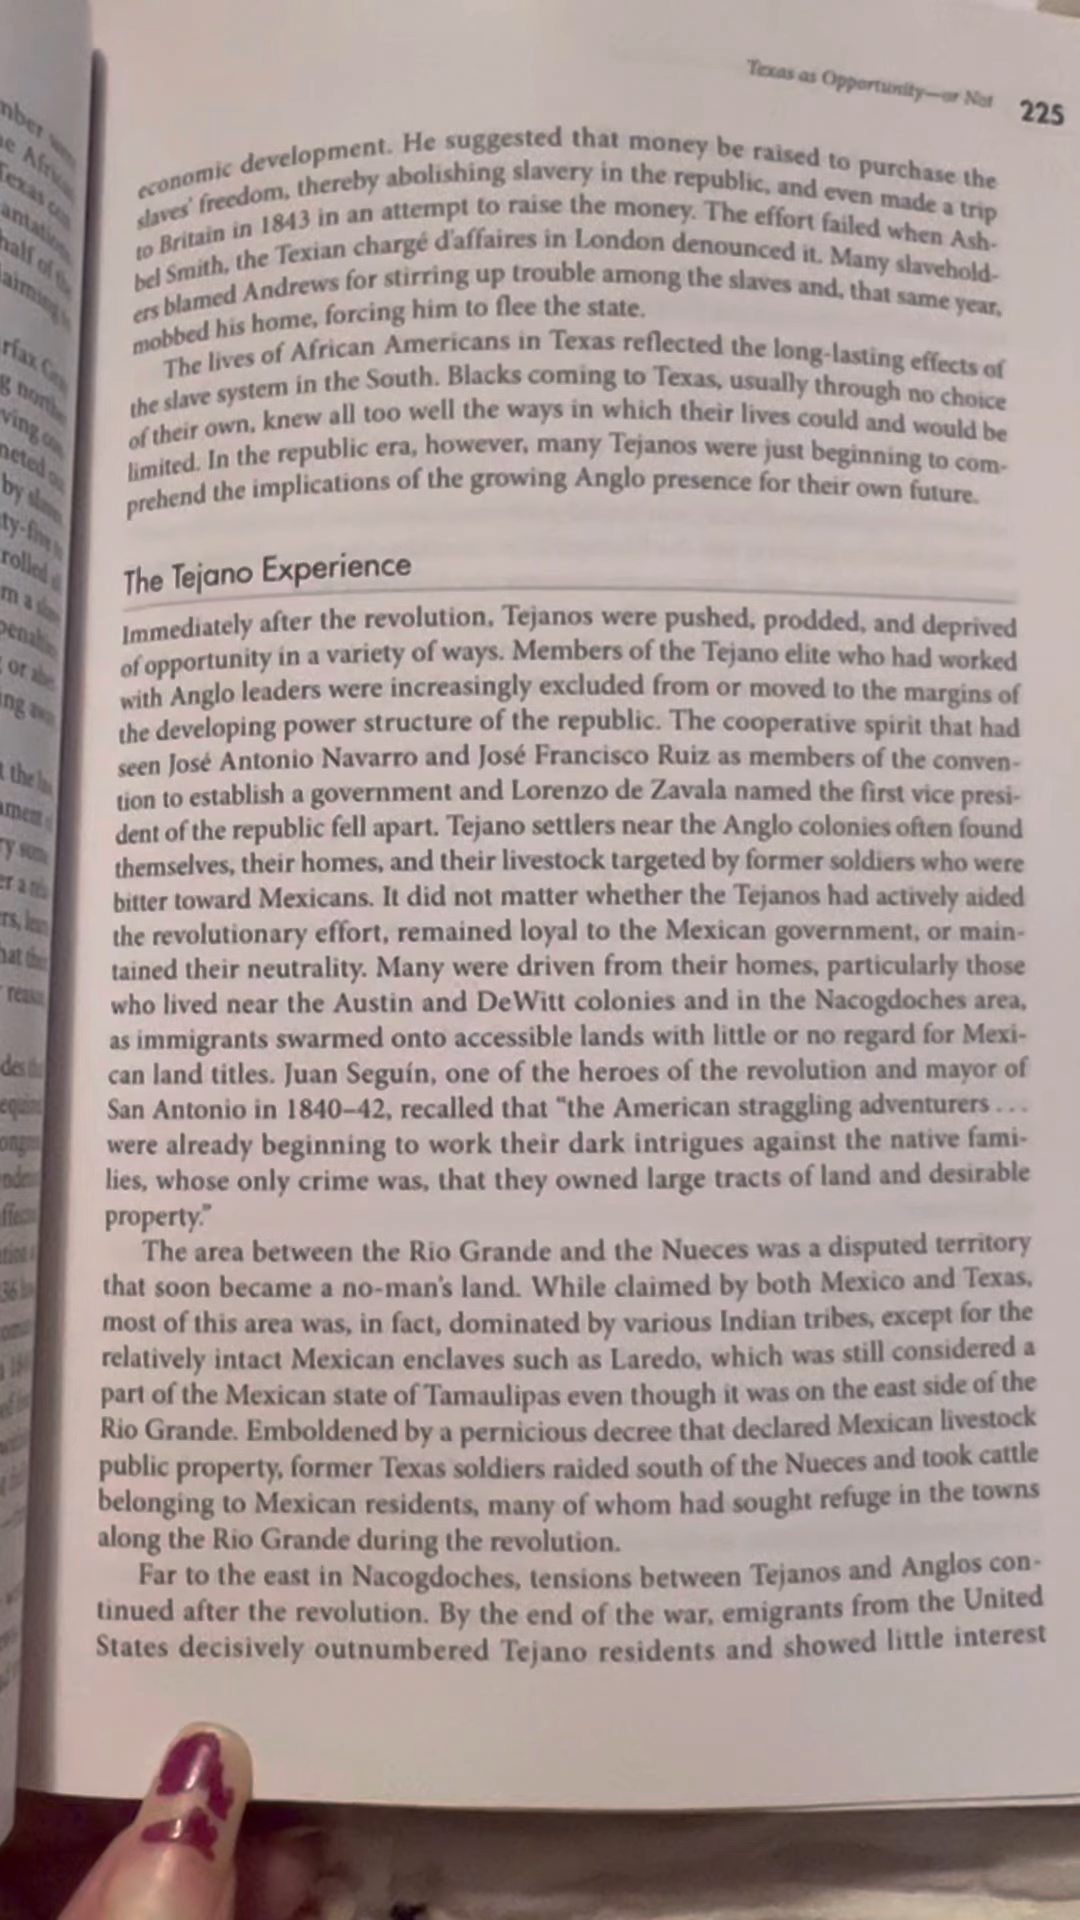 Texas as Opportunity—or Not 225
economic development. He suggested that money be raised to purchase the
slaves' freedom, thereby abolishing slavery in the republic, and even made a trip
to Britain in 1843 in an attempt to raise the money. The effort failed when Ash-
bel Smith, the Texian chargé d'affaires in London denounced it. Many slavehold-
ers blamed Andrews for stirring up trouble among the slaves and, that same year,
mobbed his home, forcing him to flee the state.
The lives of African Americans in Texas reflected the long-lasting effects of
the slave system in the South. Blacks coming to Texas, usually through no choice
of their own, knew all too well the ways in which their lives could and would be
limited. In the republic era, however, many Tejanos were just beginning to com-
prehend the implications of the growing Anglo presence for their own future.
The Tejano Experience
Immediately after the revolution, Tejanos were pushed, prodded, and deprived
of opportunity in a variety of ways. Members of the Tejano elite who had worked
with Anglo leaders were increasingly excluded from or moved to the margins of
the developing power structure of the republic. The cooperative spirit that had
seen José Antonio Navarro and José Francisco Ruiz as members of the conven-
tion to establish a government and Lorenzo de Zavala named the first vice presi-
dent of the republic fell apart. Tejano settlers near the Anglo colonies often found
themselves, their homes, and their livestock targeted by former soldiers who were
bitter toward Mexicans. It did not matter whether the Tejanos had actively aided
the revolutionary effort, remained loyal to the Mexican government, or main-
tained their neutrality. Many were driven from their homes, particularly those
who lived near the Austin and DeWitt colonies and in the Nacogdoches area,
as immigrants swarmed onto accessible lands with little or no regard for Mexi-
can land titles. Juan Seguín, one of the heroes of the revolution and mayor of
San Antonio in 1840–42, recalled that "the American straggling adventurers . . .
were already beginning to work their dark intrigues against the native fami-
lies, whose only crime was, that they owned large tracts of land and desirable
property."
The area between the Rio Grande and the Nueces was a disputed territory
that soon became a no-man's land. While claimed by both Mexico and Texas,
most of this area was, in fact, dominated by various Indian tribes, except for the
relatively intact Mexican enclaves such as Laredo, which was still considered a
part of the Mexican state of Tamaulipas even though it was on the east side of the
Rio Grande. Emboldened by a pernicious decree that declared Mexican livestock
public property, former Texas soldiers raided south of the Nueces and took cattle
belonging to Mexican residents, many of whom had sought refuge in the towns
along the Rio Grande during the revolution.
Far to the east in Nacogdoches, tensions between Tejanos and Anglos con-
tinued after the revolution. By the end of the war, emigrants from the United
States decisively outnumbered Tejano residents and showed little interest